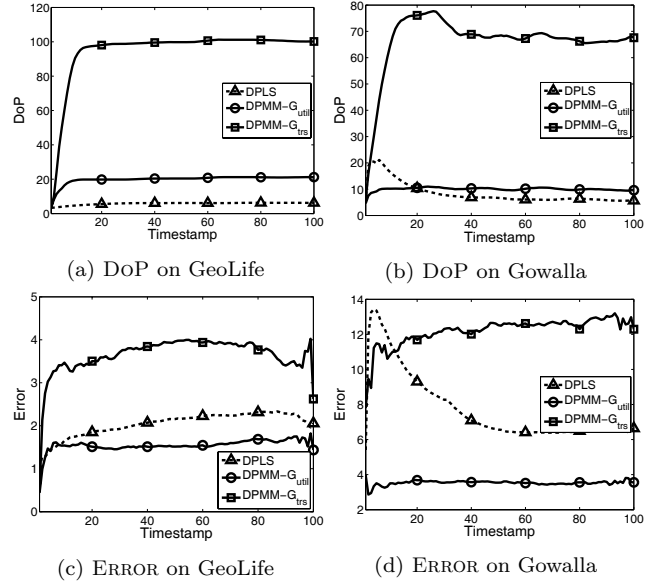 120
100
80
60
40
20
0
DoP
20 40 60 80 100
Timestamp
DPLS
DPMM-G_util
DPMM-G_trs
(a) DOP on GeoLife
80
70
60
50
40
30
20
10
0
DoP
20 40 60 80 100
Timestamp
DPLS
DPMM-G_util
DPMM-G_trs
(b) DOP on Gowalla
5
4
3
2
1
0
Error
20 40 60 80 100
Timestamp
DPLS
DPMM-G_util
DPMM-G_trs
(c) ERROR on GeoLife
14
12
10
8
6
4
2
Error
20 40 60 80 100
Timestamp
DPLS
DPMM-G_util
DPMM-G_trs
(d) ERROR on Gowalla